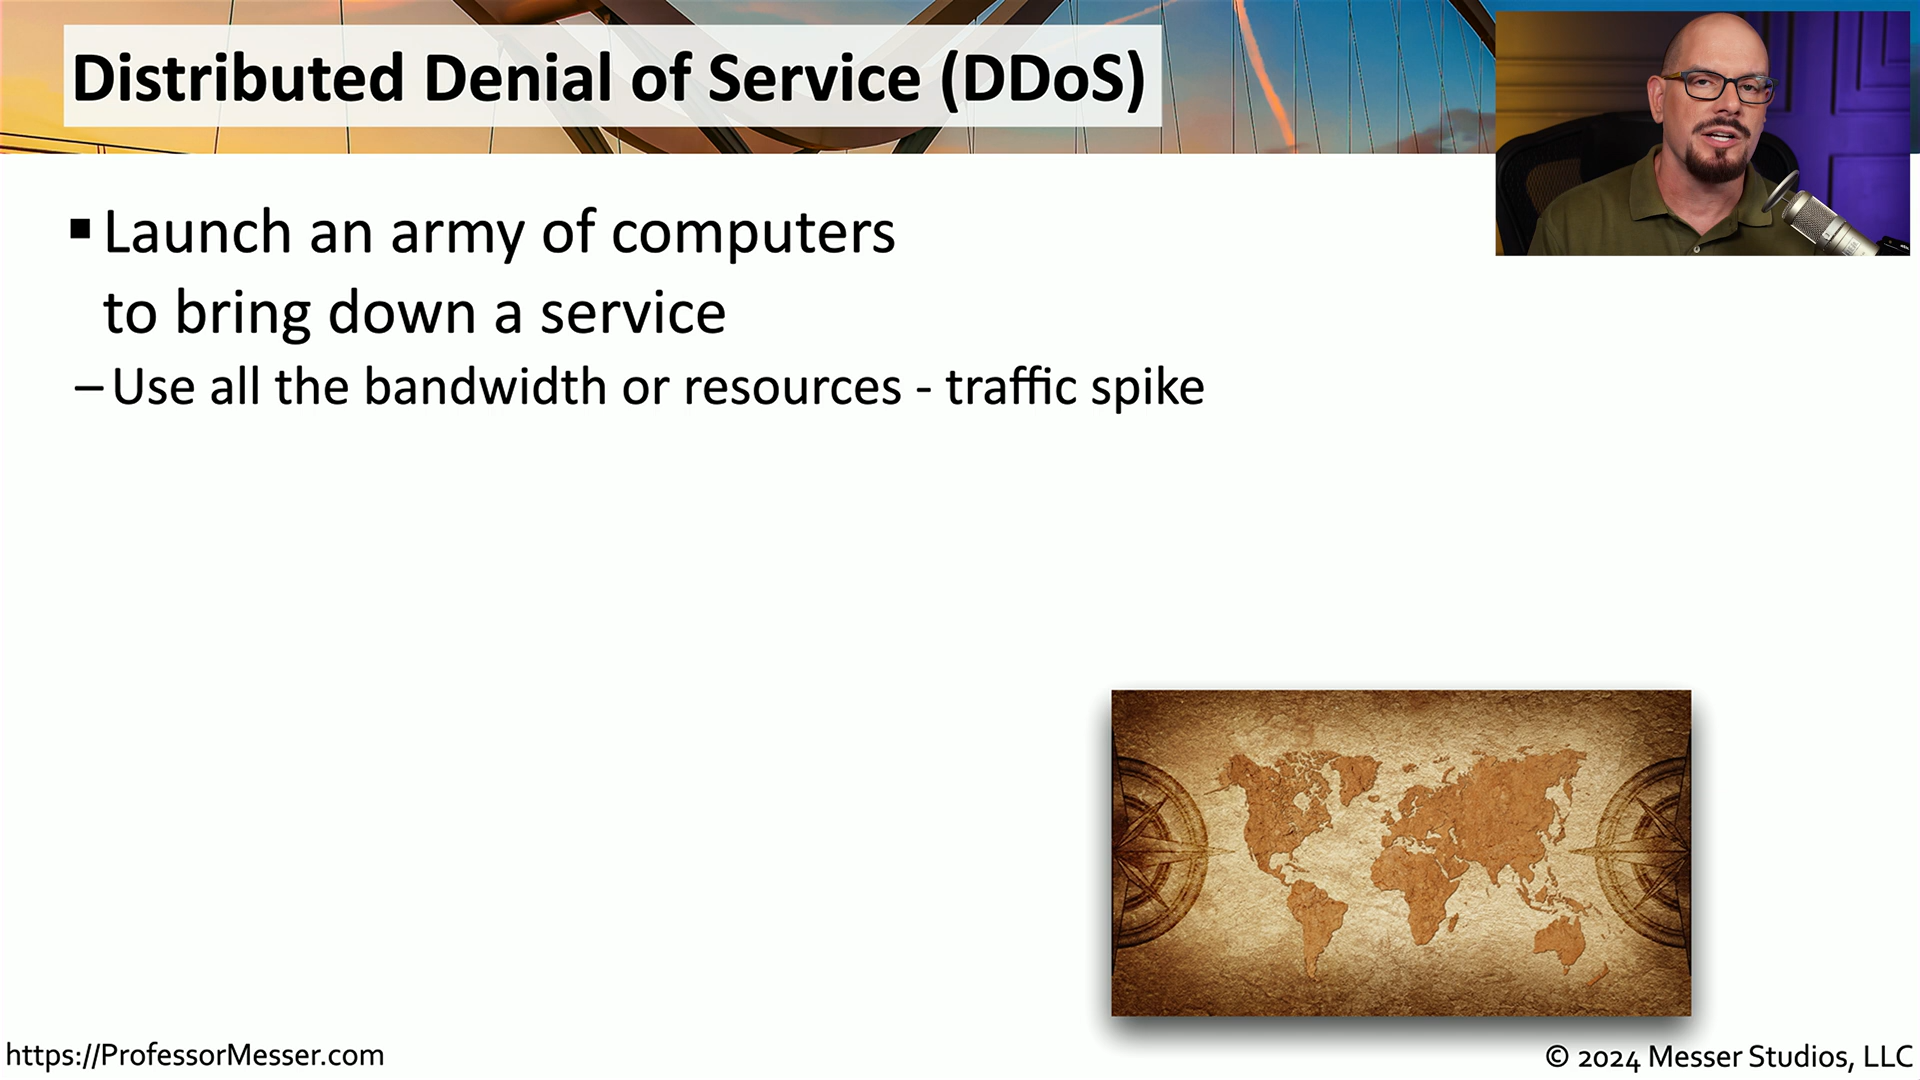 Distributed Denial of Service (DDoS)
▪ Launch an army of computers
to bring down a service
– Use all the bandwidth or resources - traffic spike
https://ProfessorMesser.com
© 2024 Messer Studios, LLC